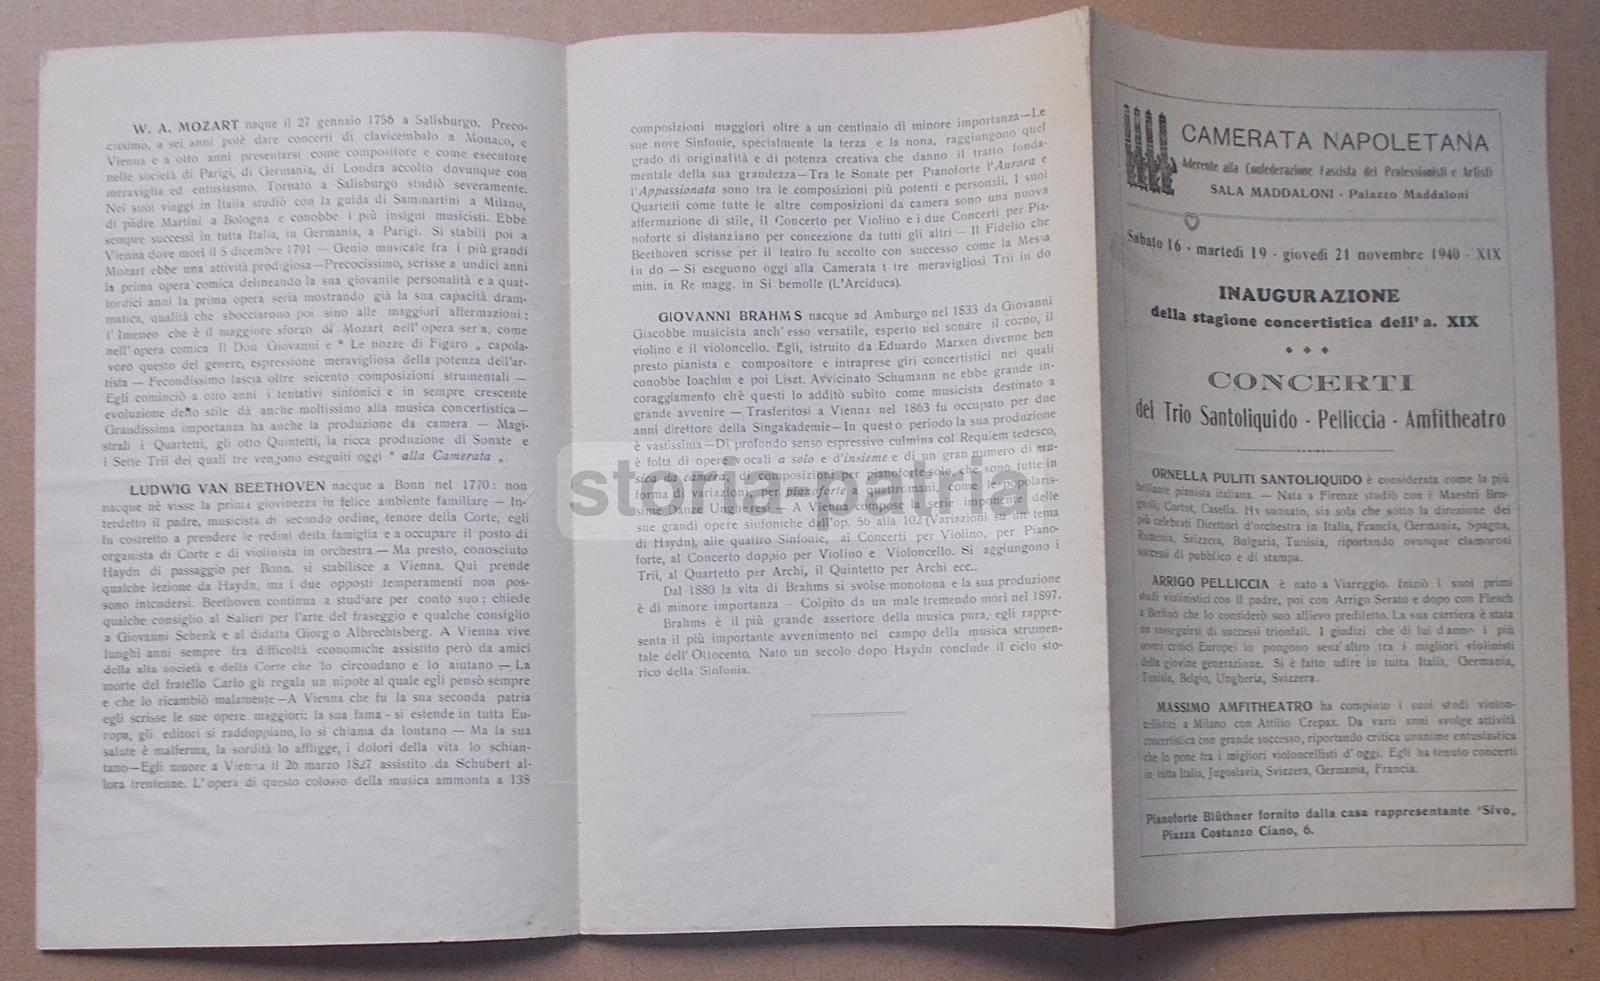 W. A. MOZART naque il 27 gennaio 1756 a Salisburgo. Preco-
cissimo, a sei anni potè dare concerti di clavicembalo a Monaco, e
Vienna e a otto anni presentarsi come compositore e come esecutore
nelle società di Parigi, di Germania, di Londra accolto dovunque con
meraviglia ed entusiasmo. Tornato a Salisburgo studiò severamente.
Nei suoi viaggi in Italia studiò con la guida di Sammartini a Milano,
di padre Martini a Bologna e conobbe i più insigni musicisti. Ebbe
sempre successi in tutta Italia, in Germania, a Parigi. Si stabilì poi a
Vienna dove morì il 5 dicembre 1791 — Genio musicale fra i più grandi
Mozart ebbe una attività prodigiosa—Precocissimo, scrisse a undici anni
la prima opera comica delineando la sua giovanile personalità e a quat-
tordici anni la prima opera seria mostrando già la sua capacità dram-
matica, qualità che sbocciarono poi sino alle maggiori affermazioni:
l'Imeneo che è il maggiore sforzo di Mozart nell' opera seria, come
nell'opera comica Il Don Giovanni e " Le nozze di Figaro „ capola-
voro questo del genere, espressione meravigliosa della potenza dell'ar-
tista — Fecondissimo lascia oltre seicento composizioni strumentali —
Egli cominciò a otto anni i tentativi sinfonici e in sempre crescente
evoluzione dello stile dà anche moltissimo alla musica concertistica—
Grandissima importanza ha anche la produzione da camera — Magi-
strali i Quartetti, gli otto Quintetti, la ricca produzione di Sonate e
i Sette Trii dei quali tre vengono eseguiti oggi " alla Camerata „
LUDWIG VAN BEETHOVEN nacque a Bonn nel 1770: non
nacque nè visse la prima giovinezza in felice ambiente familiare — In-
terdetto il padre, musicista di secondo ordine, tenore della Corte, egli
fu costretto a prendere le redini della famiglia e a occupare il posto di
organista di Corte e di violinista in orchestra — Ma presto, conosciuto
Haydn di passaggio per Bonn. si stabilisce a Vienna. Qui prende
qualche lezione da Haydn, ma i due opposti temperamenti non pos-
sono intendersi. Beethoven continua a studiare per conto suo; chiede
qualche consiglio al Salieri per l'arte del fraseggio e qualche consiglio
a Giovanni Schenk e al didatta Giorgio Albrechtsberg. A Vienna vive
lunghi anni sempre fra difficoltà economiche assistito però da amici
della alta società e della Corte che lo circondano e lo aiutano — La
morte del fratello Carlo gli regala un nipote al quale egli pensò sempre
e che lo ricambiò malamente—A Vienna che fu la sua seconda patria
egli scrisse le sue opere maggiori: la sua fama - si estende in tutta Eu-
ropa, gli editori si raddoppiano, lo si chiama da lontano — Ma la sua
salute è malferma, la sordità lo affligge, i dolori della vita lo schian-
tano—Egli muore a Vienna il 26 marzo 1827 assistito da Schubert al-
lora trentenne. L'opera di questo colosso della musica ammonta a 138
composizioni maggiori oltre a un centinaio di minore importanza—Le
sue nove Sinfonie, specialmente la terza e la nona, raggiungono quel
grado di originalità e di potenza creativa che danno il tratto fonda-
mentale della sua grandezza—Tra le Sonate per Pianoforte l'Aurora e
l'Appassionata sono tra le composizioni più potenti e personali. I suoi
Quartetti come tutte le altre composizioni da camera sono una nuova
affermazione di stile, il Concerto per Violino e i due Concerti per Pia-
noforte si distanziano per concezione da tutti gli altri — Il Fidelio che
Beethoven scrisse per il teatro fu accolto con successo come la Messa
in do — Si eseguono oggi alla Camerata i tre meravigliosi Trii in do
min. in Re magg. in Si bemolle (L'Arciduca).
GIOVANNI BRAHMS nacque ad Amburgo nel 1833 da Giovanni
Giacobbe musicista anch' esso versatile, esperto nel sonare il corno, il
violino e il violoncello. Egli, istruito da Eduardo Marxen divenne ben
presto pianista e compositore e intraprese giri concertistici nei quali
conobbe Ioachim e poi Liszt. Avvicinato Schumann ne ebbe grande in-
coraggiamento chè questi lo additò subito come musicista destinato a
grande avvenire — Trasferitosi a Vienna nel 1863 fu occupato per due
anni direttore della Singakademie—In questo periodo la sua produzione
è vastissima—Di profondo senso espressivo culmina col Requiem tedesco,
è folta di opere vocali a solo e d'insieme e di un gran numero di mu-
sica da camera, di composizioni per pianoforte solo, che sono tutte in
forma di variazioni, per pianoforte a quattromani, come le popolaris-
sime Danze Ungheresi — A Vienna compose la serie imponente delle
sue grandi opere sinfoniche dall'op. 56 alla 102 (Variazioni su un tema
di Haydn), alle quattro Sinfonie, ai Concerti per Violino, per Piano-
forte, al Concerto doppio per Violino e Violoncello. Si aggiungono i
Trii, al Quartetto per Archi, il Quintetto per Archi ecc..
Dal 1880 la vita di Brahms si svolse monotona e la sua produzione
è di minore importanza - Colpito da un male tremendo morì nel 1897.
Brahms è il più grande assertore della musica pura, egli rappre-
senta il più importante avvenimento nel campo della musica strumen-
tale dell' Ottocento. Nato un secolo dopo Haydn conclude il ciclo sto-
rico della Sinfonia.
storia-patria
storia-patria
CAMERATA NAPOLETANA
Aderente alla Confederazione Fascista dei Professionisti e Artisti
SALA MADDALONI - Palazzo Maddaloni
Sabato 16 - martedì 19 - giovedì 21 novembre 1940 - XIX
INAUGURAZIONE
della stagione concertistica dell' a. XIX
CONCERTI
del Trio Santoliquido - Pelliccia - Amfitheatro
ORNELLA PULITI SANTOLIQUIDO è considerata come la più
brillante pianista italiana. — Nata a Firenze studiò con i Maestri Bru-
gnoli, Cortot, Casella. Ha suonato, sia sola che sotto la direzione dei
più celebrati Direttori d'orchestra in Italia, Francia, Germania, Spagna,
Rumenia, Svizzera, Bulgaria, Tunisia, riportando ovunque clamorosi
successi di pubblico e di stampa.
ARRIGO PELLICCIA è nato a Viareggio. Iniziò i suoi primi
studi violinistici con il padre, poi con Arrigo Serato e dopo con Flesch
a Berlino che lo considerò suo allievo prediletto. La sua carriera è stata
un susseguirsi di successi trionfali. I giudizi che di lui danno i più
severi critici Europei lo pongono senz'altro tra i migliori violinisti
della giovine generazione. Si è fatto udire in tutta Italia, Germania,
Tunisia, Belgio, Ungheria, Svizzera.
MASSIMO AMFITHEATRO ha compiuto i suoi studi violon-
cellistici a Milano con Attilio Crepax. Da varii anni svolge attività
concertistica con grande successo, riportando critica unanime entusiastica
che lo pone tra i migliori violoncellisti d' oggi. Egli ha tenuto concerti
in tutta Italia, Jugoslavia, Svizzera, Germania, Francia.
Pianoforte Blüthner fornito dalla casa rappresentante "Sivo„
Piazza Costanzo Ciano, 6.